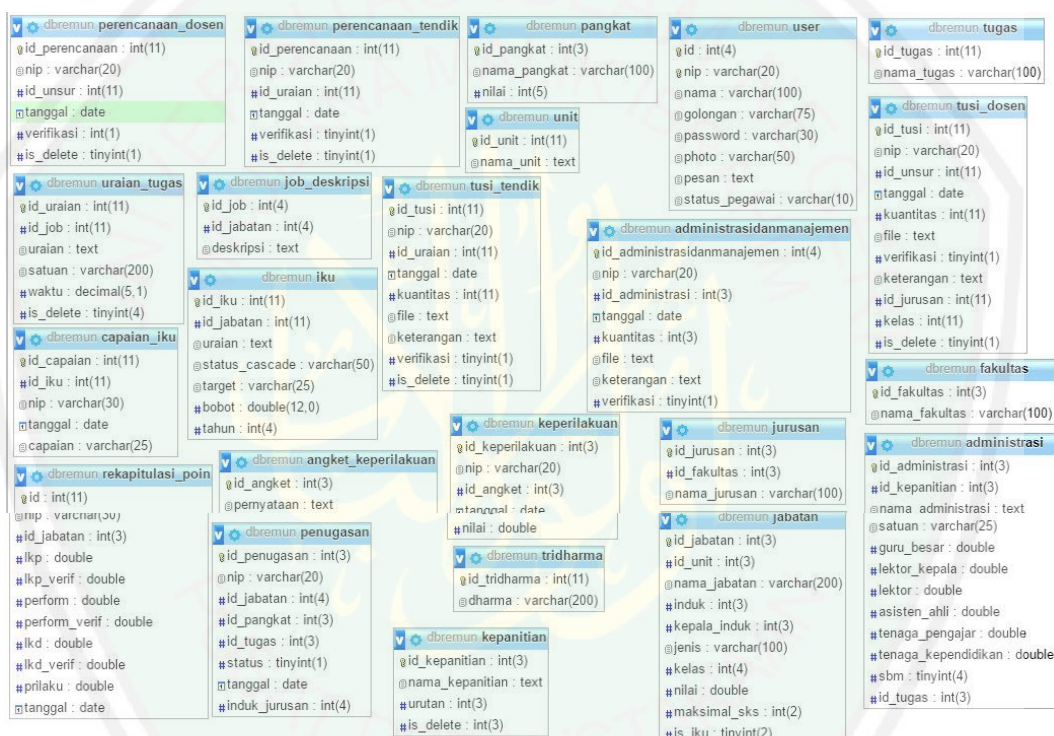 dbremun perencanaan_dosen
id_perencanaan : int(11)
nip : varchar(20)
#id_unsur : int(11)
tanggal : date
#verifikasi : int(1)
#is_delete : tinyint(1)
dbremun perencanaan_tendik
id_perencanaan : int(11)
nip : varchar(20)
#id_uraian : int(11)
tanggal : date
#verifikasi : tinyint(1)
#is_delete : tinyint(1)
dbremun pangkat
id_pangkat : int(3)
nama_pangkat : varchar(100)
#nilai : int(5)
dbremun unit
id_unit : int(11)
nama_unit : text
dbremun user
id : int(4)
nip : varchar(20)
nama : varchar(100)
golongan : varchar(75)
password : varchar(30)
photo : varchar(50)
pesan : text
status_pegawai : varchar(10)
dbremun tugas
id_tugas : int(11)
nama_tugas : varchar(100)
dbremun tusi_dosen
id_tusi : int(11)
nip : varchar(20)
#id_unsur : int(11)
tanggal : date
#kuantitas : int(11)
file : text
#verifikasi : tinyint(1)
keterangan : text
#id_jurusan : int(11)
#kelas : int(11)
#is_delete : tinyint(1)
dbremun uraian_tugas
id_uraian : int(11)
#id_job : int(11)
uraian : text
satuan : varchar(200)
#waktu : decimal(5,1)
#is_delete : tinyint(4)
dbremun job_deskripsi
id_job : int(4)
#id_jabatan : int(4)
deskripsi : text
dbremun tusi_tendik
id_tusi : int(11)
nip : varchar(20)
#id_uraian : int(11)
tanggal : date
#kuantitas : int(11)
file : text
keterangan : text
#verifikasi : tinyint(1)
#is_delete : tinyint(1)
dbremun administrasidanmanajemen
id_administrasidanmanajemen : int(4)
nip : varchar(20)
#id_administrasi : int(3)
tanggal : date
#kuantitas : int(3)
file : text
keterangan : text
#verifikasi : tinyint(1)
dbremun iku
id_iku : int(11)
#id_jabatan : int(11)
uraian : text
status_cascade : varchar(50)
target : varchar(25)
#bobot : double(12,0)
#tahun : int(4)
dbremun capaian_iku
id_capaian : int(11)
#id_iku : int(11)
nip : varchar(30)
tanggal : date
capaian : varchar(25)
dbremun fakultas
id_fakultas : int(3)
nama_fakultas : varchar(100)
dbremun rekapitulasi_poin
id : int(11)
nip : varchar(50)
#id_jabatan : int(3)
#lkp : double
#lkp_verif : double
#perform : double
#perform_verif : double
#lkd : double
#lkd_verif : double
#prilaku : double
tanggal : date
dbremun angket_keperilakuan
id_angket : int(3)
pernyataan : text
dbremun keperilakuan
id_keperilakuan : int(3)
nip : varchar(20)
#id_angket : int(3)
tanggal : date
#nilai : double
dbremun jurusan
id_jurusan : int(3)
id_fakultas : int(3)
nama_jurusan : varchar(100)
dbremun administrasi
id_administrasi : int(3)
#id_kepanitian : int(3)
nama_administrasi : text
satuan : varchar(25)
#guru_besar : double
#lektor_kepala : double
#lektor : double
#asisten_ahli : double
#tenaga_pengajar : double
#tenaga_kependidikan : double
#sbm : tinyint(4)
#id_tugas : int(3)
dbremun penugasan
id_penugasan : int(3)
nip : varchar(20)
#id_jabatan : int(4)
#id_pangkat : int(3)
#id_tugas : int(3)
#status : tinyint(1)
tanggal : date
#induk_jurusan : int(4)
dbremun tridharma
id_tridharma : int(11)
dharma : varchar(200)
dbremun kepanitian
id_kepanitian : int(3)
nama_kepanitian : text
#urutan : int(3)
#is_delete : int(3)
dbremun jabatan
id_jabatan : int(3)
#id_unit : int(3)
nama_jabatan : varchar(200)
#induk : int(3)
#kepala_induk : int(3)
jenis : varchar(100)
#kelas : int(4)
#nilai : double
#maksimal_sks : int(2)
#is_iku : tinyint(2)